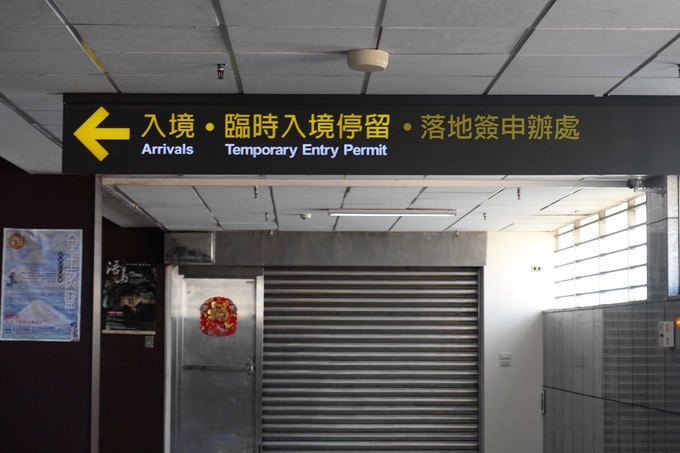 入境・臨時入境停留・落地簽申辦處
Arrivals Temporary Entry Permit